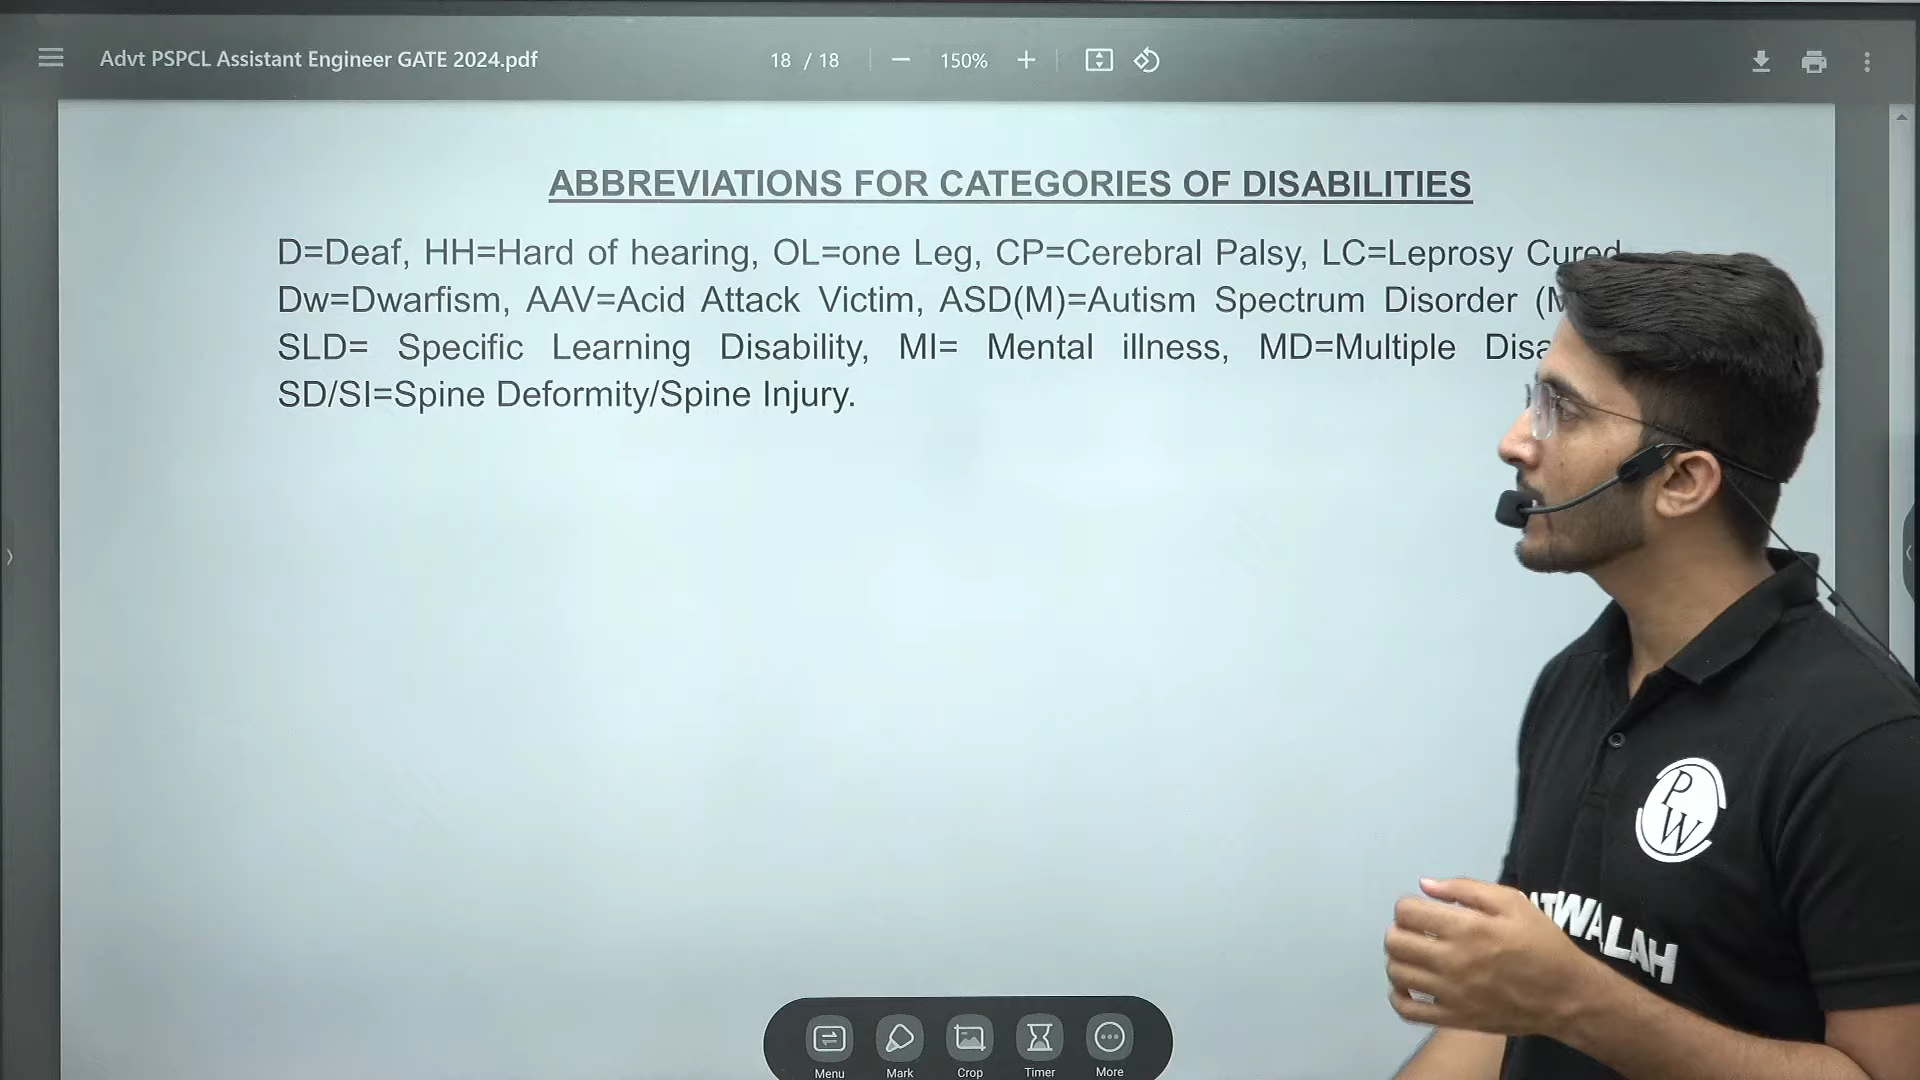 Advt PSPCL Assistant Engineer GATE 2024.pdf
18 / 18
150%
ABBREVIATIONS FOR CATEGORIES OF DISABILITIES
D=Deaf, HH=Hard of hearing, OL=one Leg, CP=Cerebral Palsy, LC=Leprosy Cured
Dw=Dwarfism, AAV=Acid Attack Victim, ASD(M)=Autism Spectrum Disorder (M
SLD= Specific Learning Disability, MI= Mental illness, MD=Multiple Disa
SD/SI=Spine Deformity/Spine Injury.
PW
ATWALAH
Menu Mark Crop Timer More